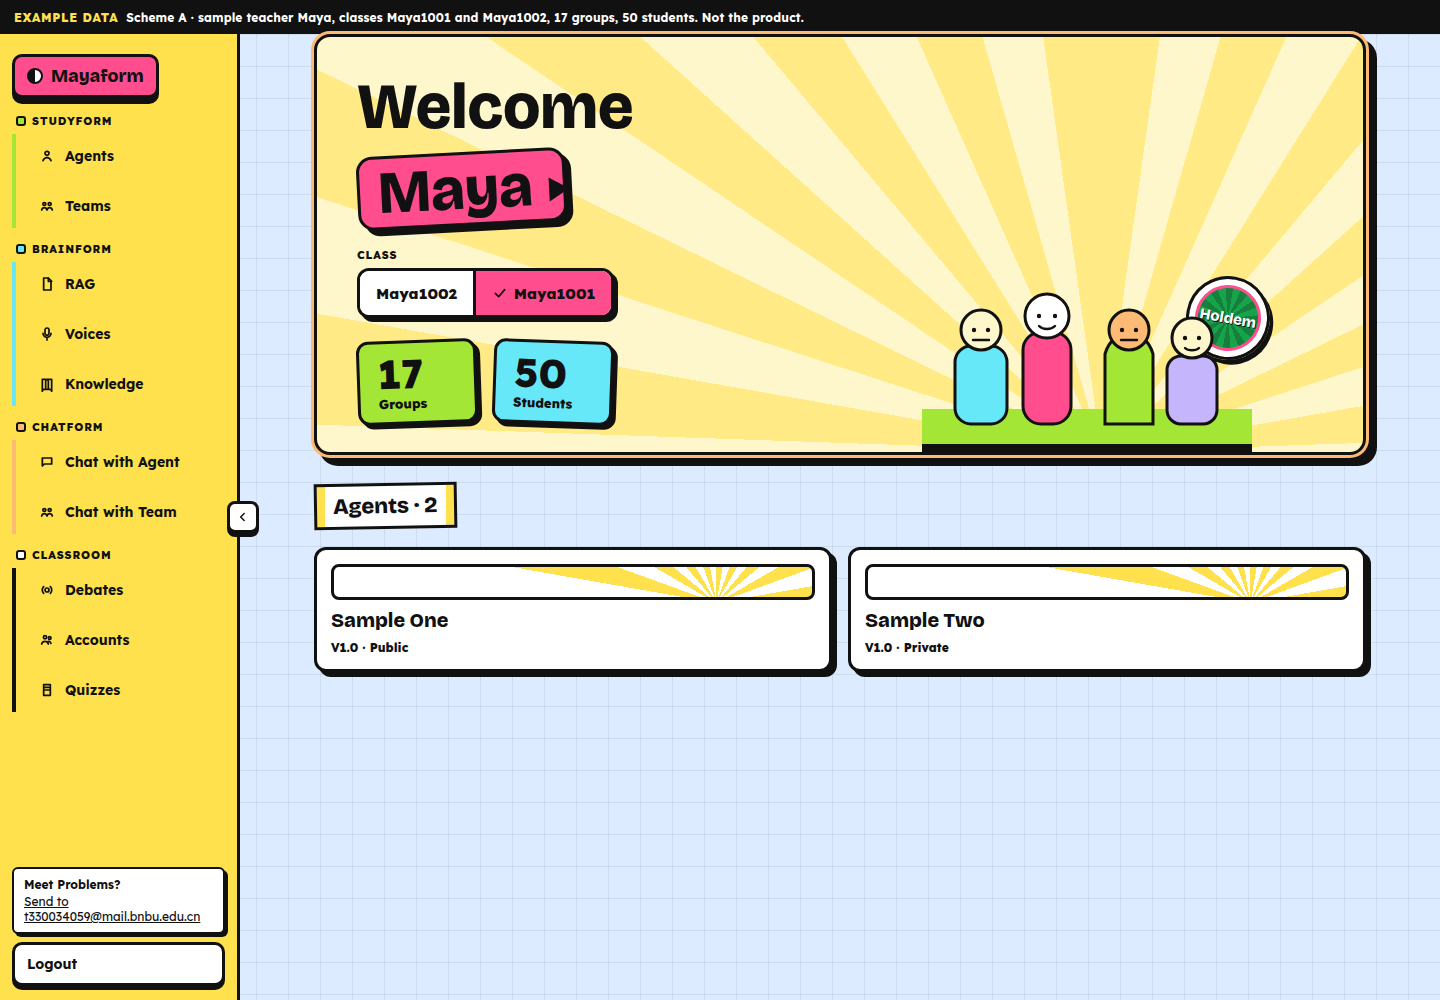 EXAMPLE DATA Scheme A · sample teacher Maya, classes Maya1001 and Maya1002, 17 groups, 50 students. Not the product.
Mayaform
STUDYFORM
Agents
Teams
BRAINFORM
RAG
Voices
Knowledge
CHATFORM
Chat with Agent
Chat with Team
CLASSROOM
Debates
Accounts
Quizzes
Meet Problems?
Send to
t330034059@mail.bnbu.edu.cn
Logout
Welcome
Maya
CLASS
Maya1002 Maya1001
17
Groups
50
Students
Holdem
Agents · 2
Sample One
V1.0 · Public
Sample Two
V1.0 · Private